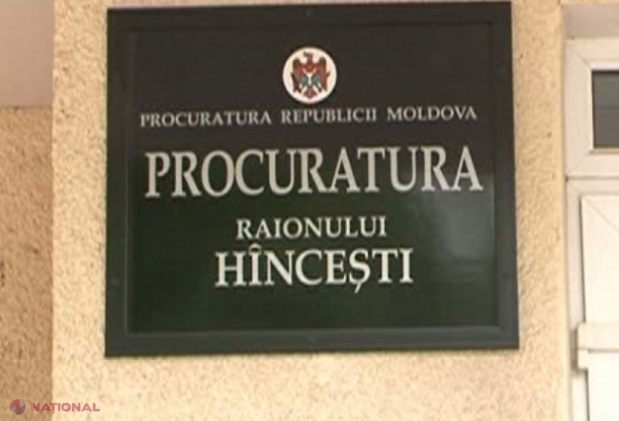 PROCURATURA REPUBLICII MOLDOVA
PROCURATURA
RAIONULUI
HÎNCEȘTI
NATIONAL